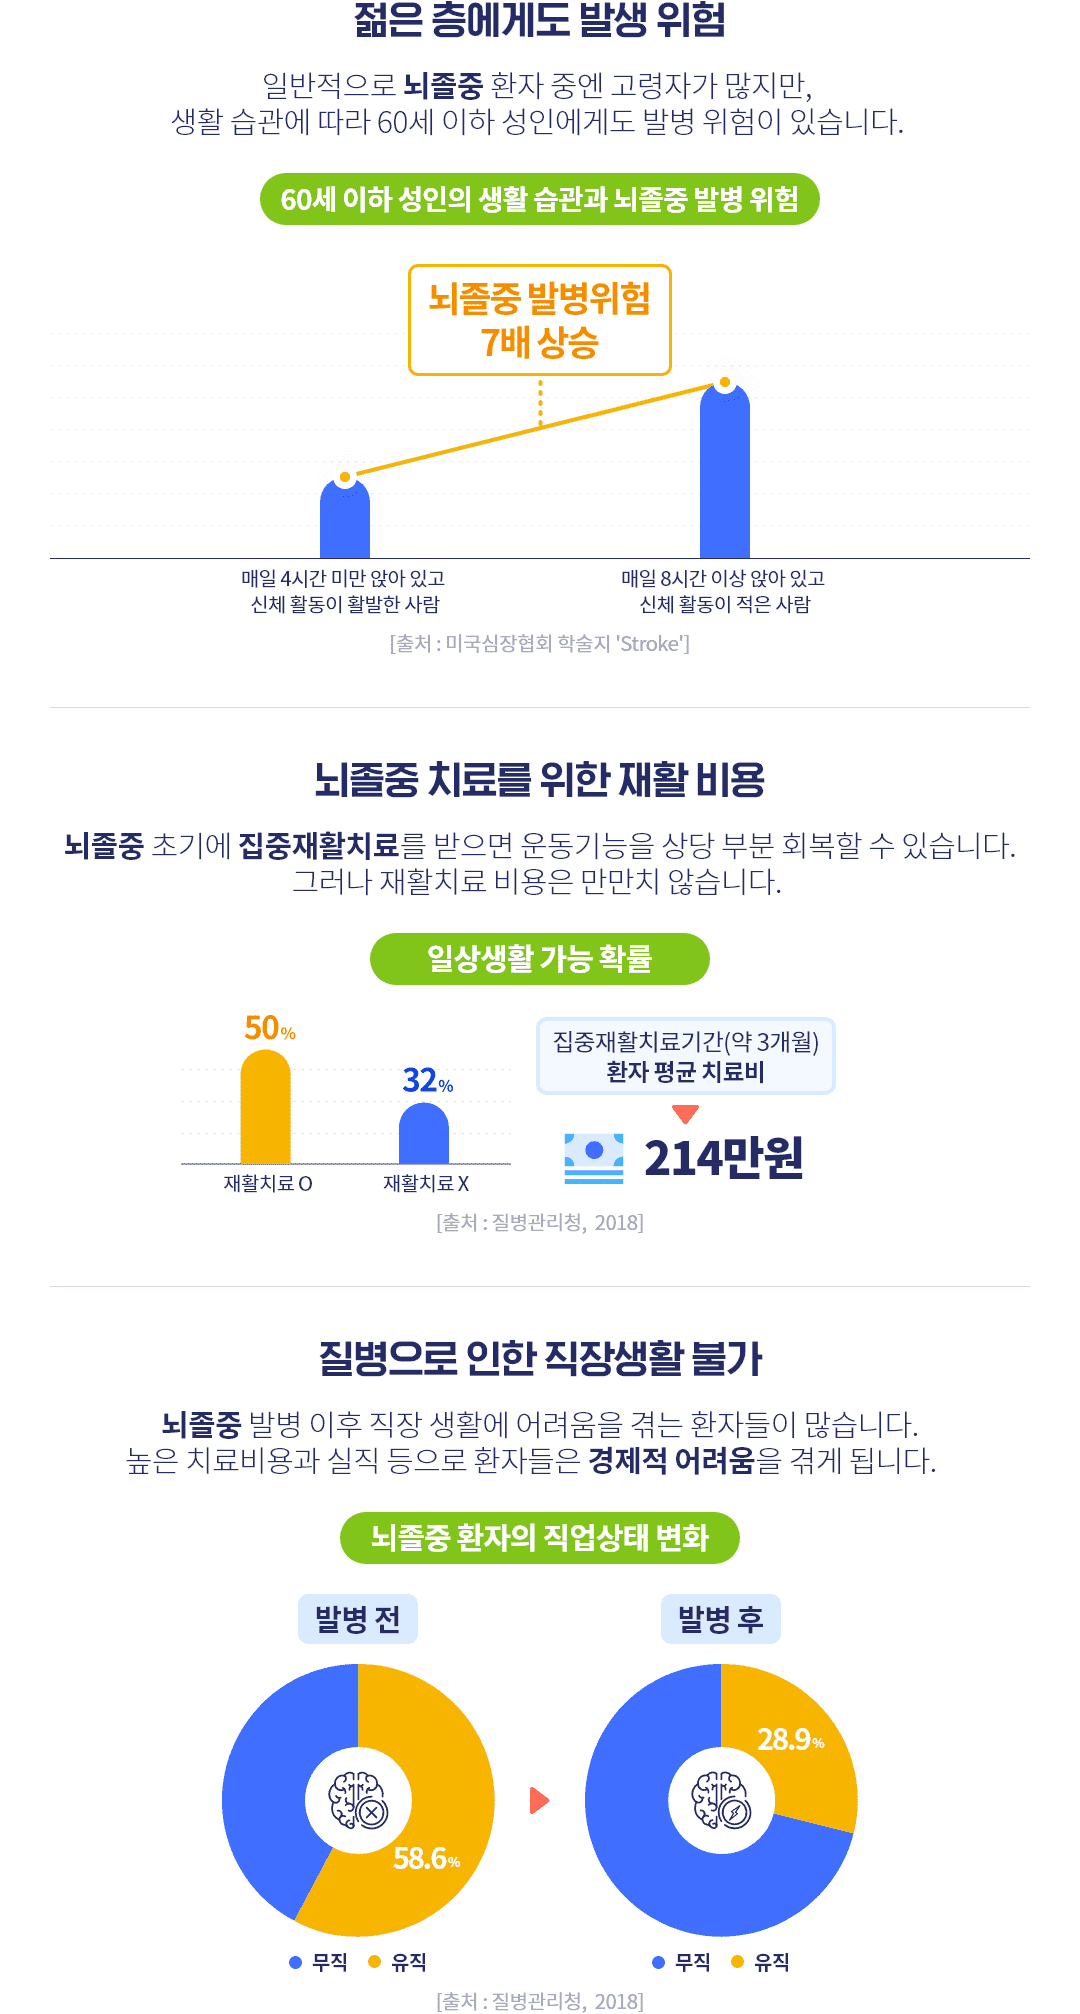 젊은 층에게도 발생 위험
일반적으로 뇌졸중 환자 중엔 고령자가 많지만,
생활 습관에 따라 60세 이하 성인에게도 발병 위험이 있습니다.
60세 이하 성인의 생활 습관과 뇌졸중 발병 위험
뇌졸중 발병위험
7배 상승
매일 4시간 미만 앉아 있고
신체 활동이 활발한 사람
매일 8시간 이상 앉아 있고
신체 활동이 적은 사람
[출처 : 미국심장협회 학술지 'Stroke']
뇌졸중 치료를 위한 재활 비용
뇌졸중 초기에 집중재활치료를 받으면 운동기능을 상당 부분 회복할 수 있습니다.
그러나 재활치료 비용은 만만치 않습니다.
일상생활 가능 확률
50%
32%
재활치료 O
재활치료 X
집중재활치료기간(약 3개월)
환자 평균 치료비
214만원
[출처 : 질병관리청, 2018]
질병으로 인한 직장생활 불가
뇌졸중 발병 이후 직장 생활에 어려움을 겪는 환자들이 많습니다.
높은 치료비용과 실직 등으로 환자들은 경제적 어려움을 겪게 됩니다.
뇌졸중 환자의 직업상태 변화
발병 전
58.6%
무직 유직
발병 후
28.9%
무직 유직
[출처 : 질병관리청, 2018]